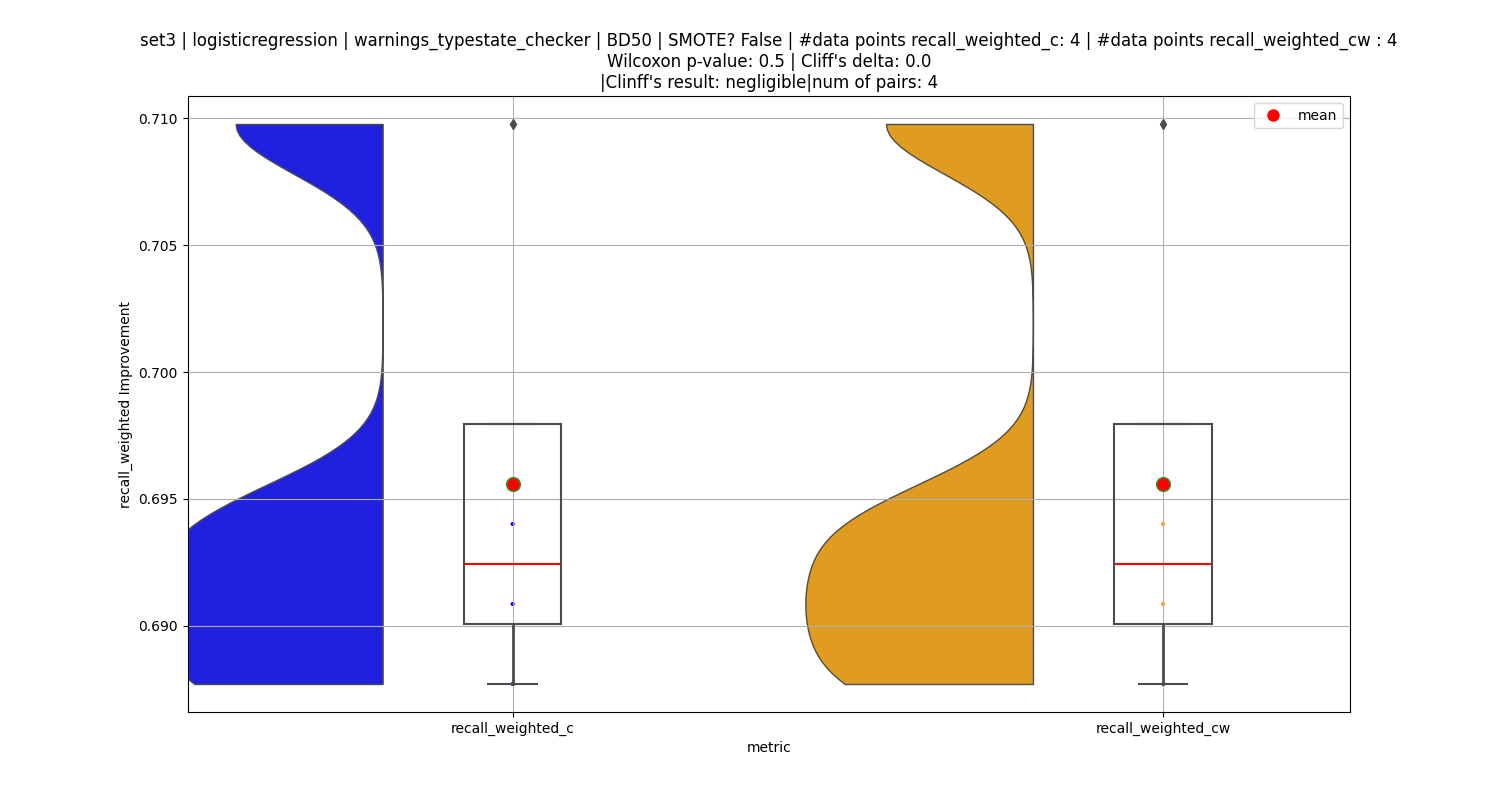 set3 | logisticregression | warnings_typestate_checker | BD50 | SMOTE? False | #data points recall_weighted_c: 4 | #data points recall_weighted_cw : 4
Wilcoxon p-value: 0.5 | Cliff's delta: 0.0
|Clinff's result: negligible|num of pairs: 4
mean
0.710
0.705
0.700
0.695
0.690
recall_weighted Improvement
recall_weighted_c
recall_weighted_cw
metric